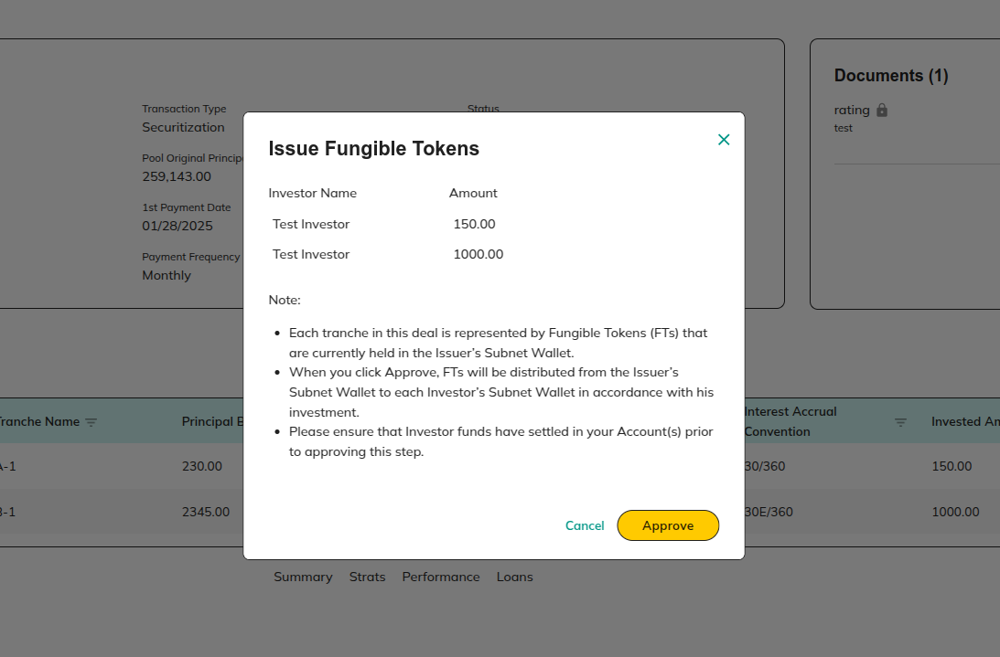 Documents (1)
Transaction Type
Status
rating
Securitization
test
Issue Fungible Tokens
Pool Original Princip
259,143.00
Investor Name Amount
1st Payment Date
01/28/2025
Test Investor 150.00
Payment Frequency
Test Investor 1000.00
Monthly
Note:
• Each tranche in this deal is represented by Fungible Tokens (FTs) that
are currently held in the Issuer’s Subnet Wallet.
• When you click Approve, FTs will be distributed from the Issuer’s
Subnet Wallet to each Investor’s Subnet Wallet in accordance with his
investment.
• Please ensure that Investor funds have settled in your Account(s) prior
to approving this step.
Tranche Name Principal B Interest Accrual Convention Invested Am
A-1 230.00 30/360 150.00
B-1 2345.00 30E/360 1000.00
Cancel Approve
Summary Strats Performance Loans